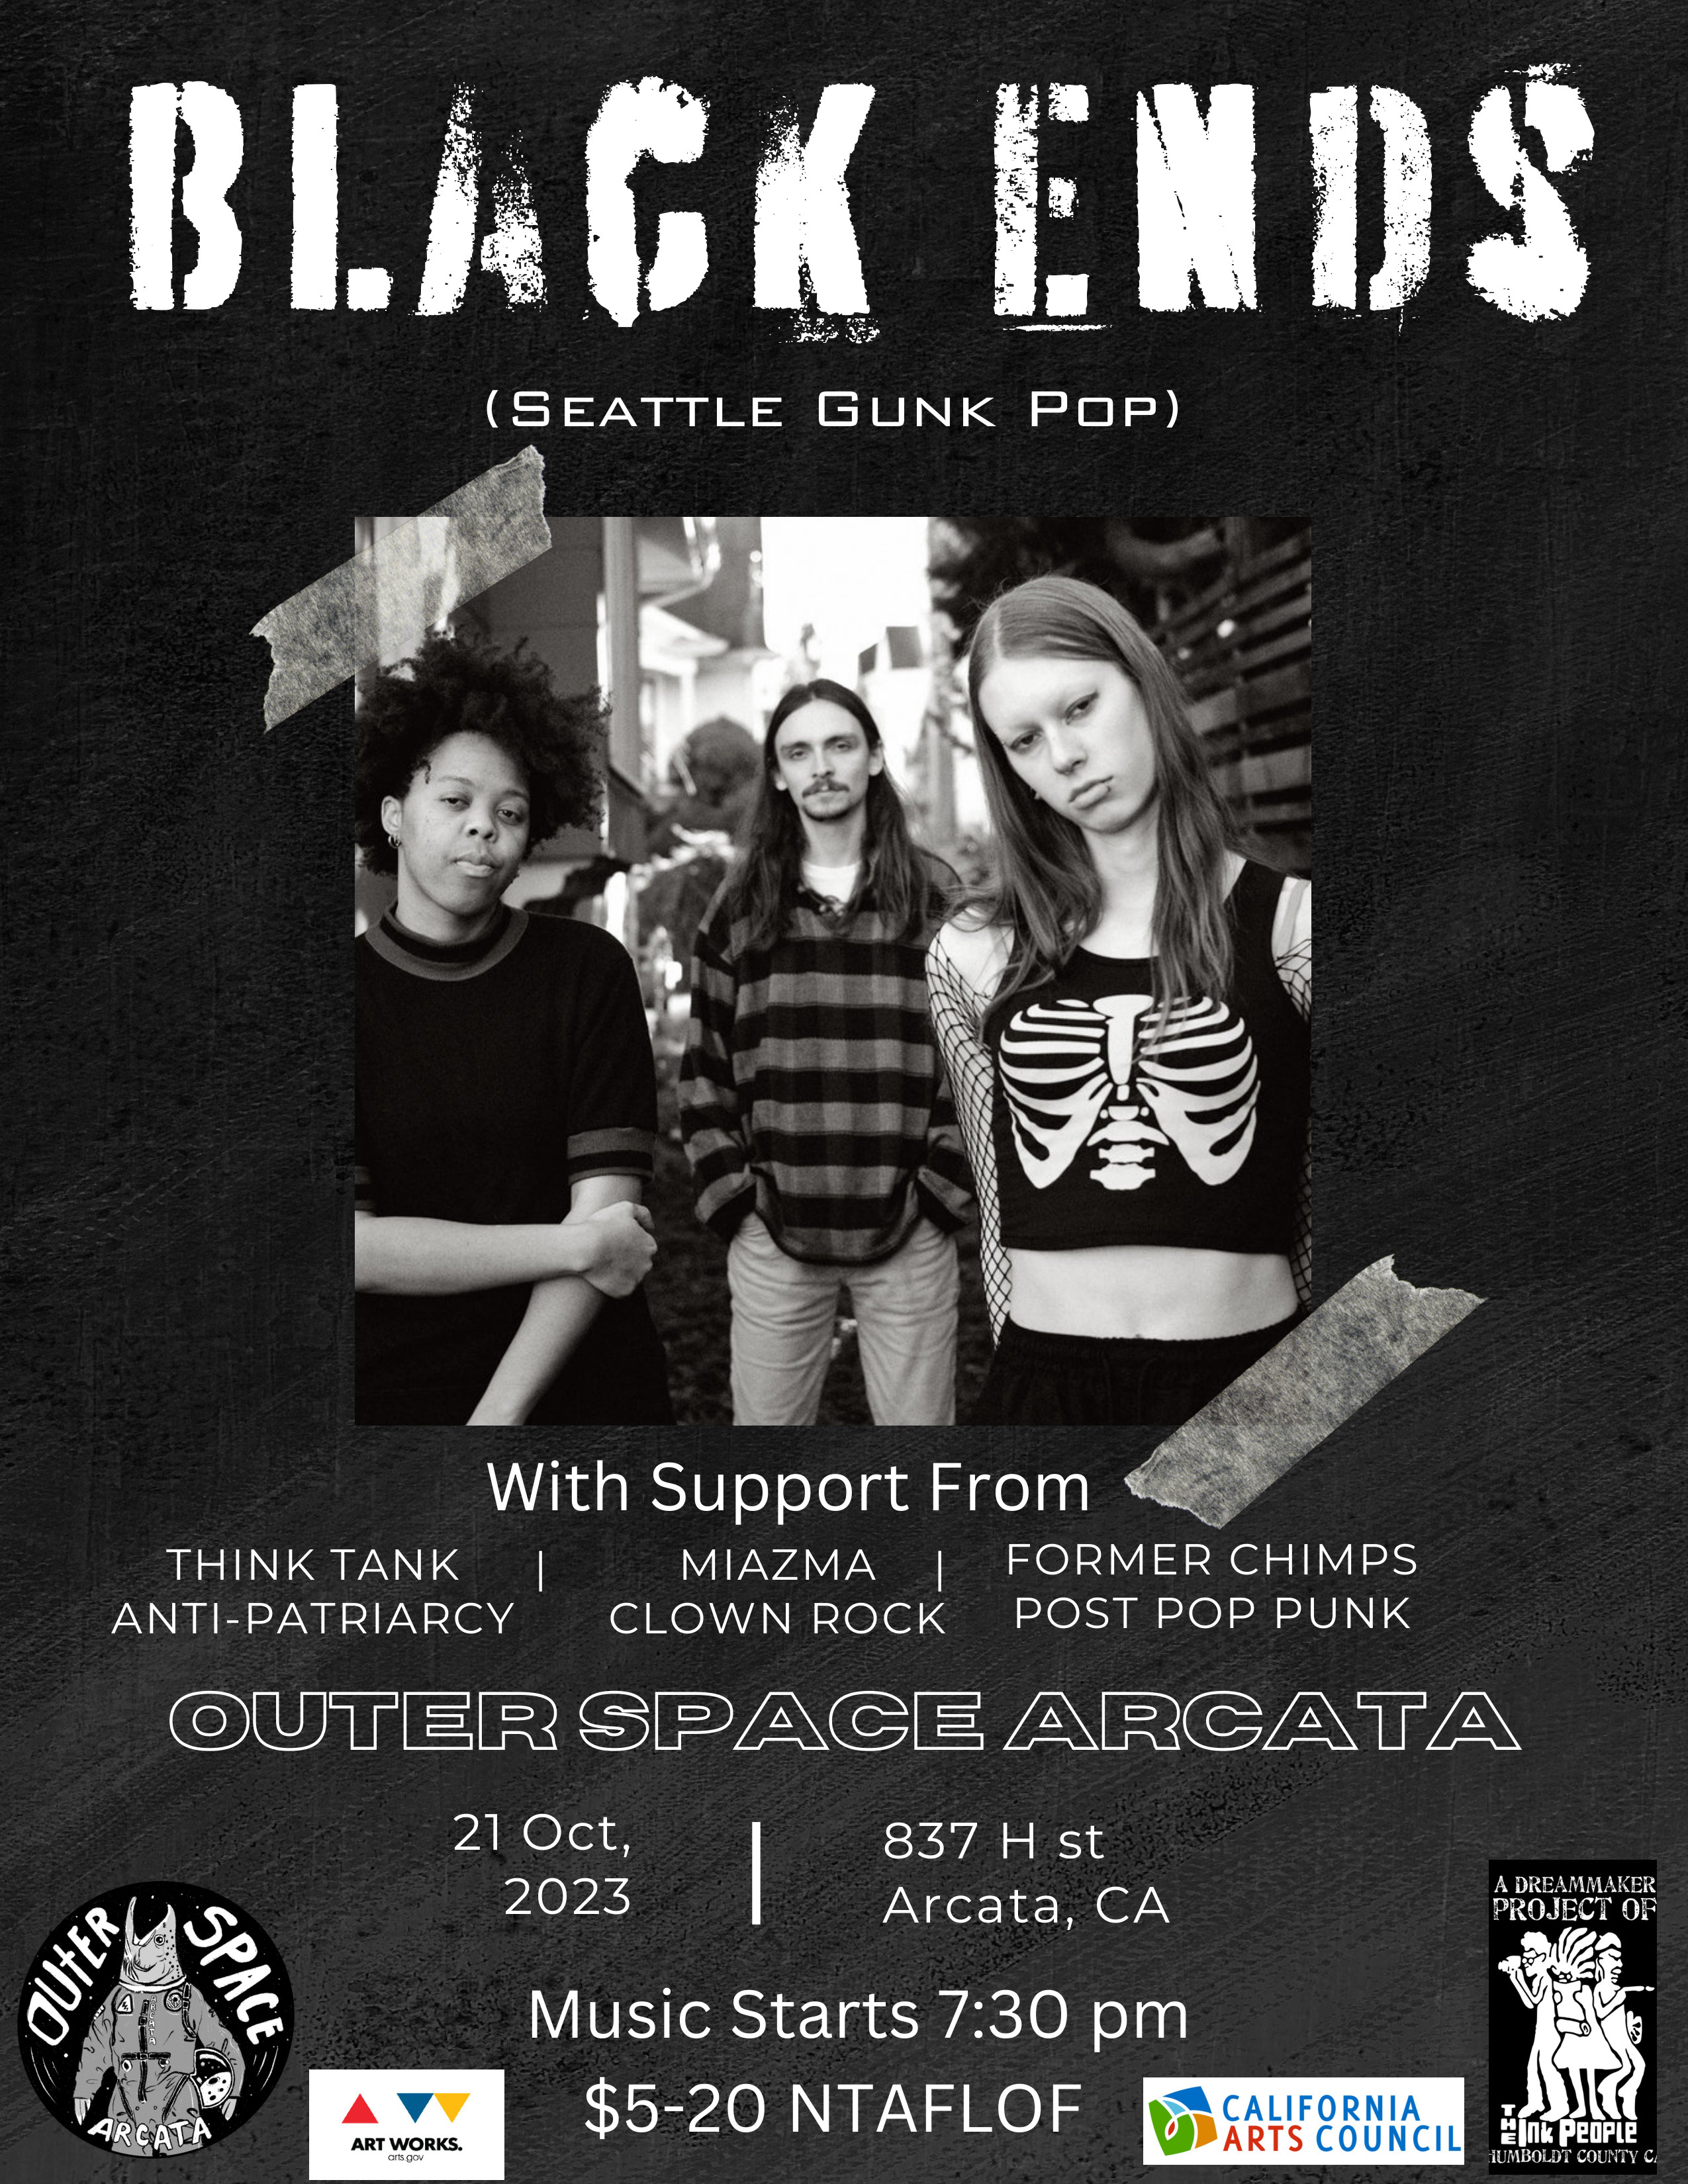 BLACK ENDS
(SEATTLE GUNK POP)
With Support From
THINK TANK | MIAZMA | FORMER CHIMPS
ANTI-PATRIARCY CLOWN ROCK POST POP PUNK
OUTER SPACE ARCATA
21 Oct,
2023
|
837 H st
Arcata, CA
Music Starts 7:30 pm
$5-20 NTAFLOF
OUTER SPACE
ARCATA
ART WORKS.
arts.gov
CALIFORNIA
ARTS COUNCIL
A DREAMMAKER
PROJECT OF
THE Ink PEOPLE
HUMBOLDT COUNTY CA